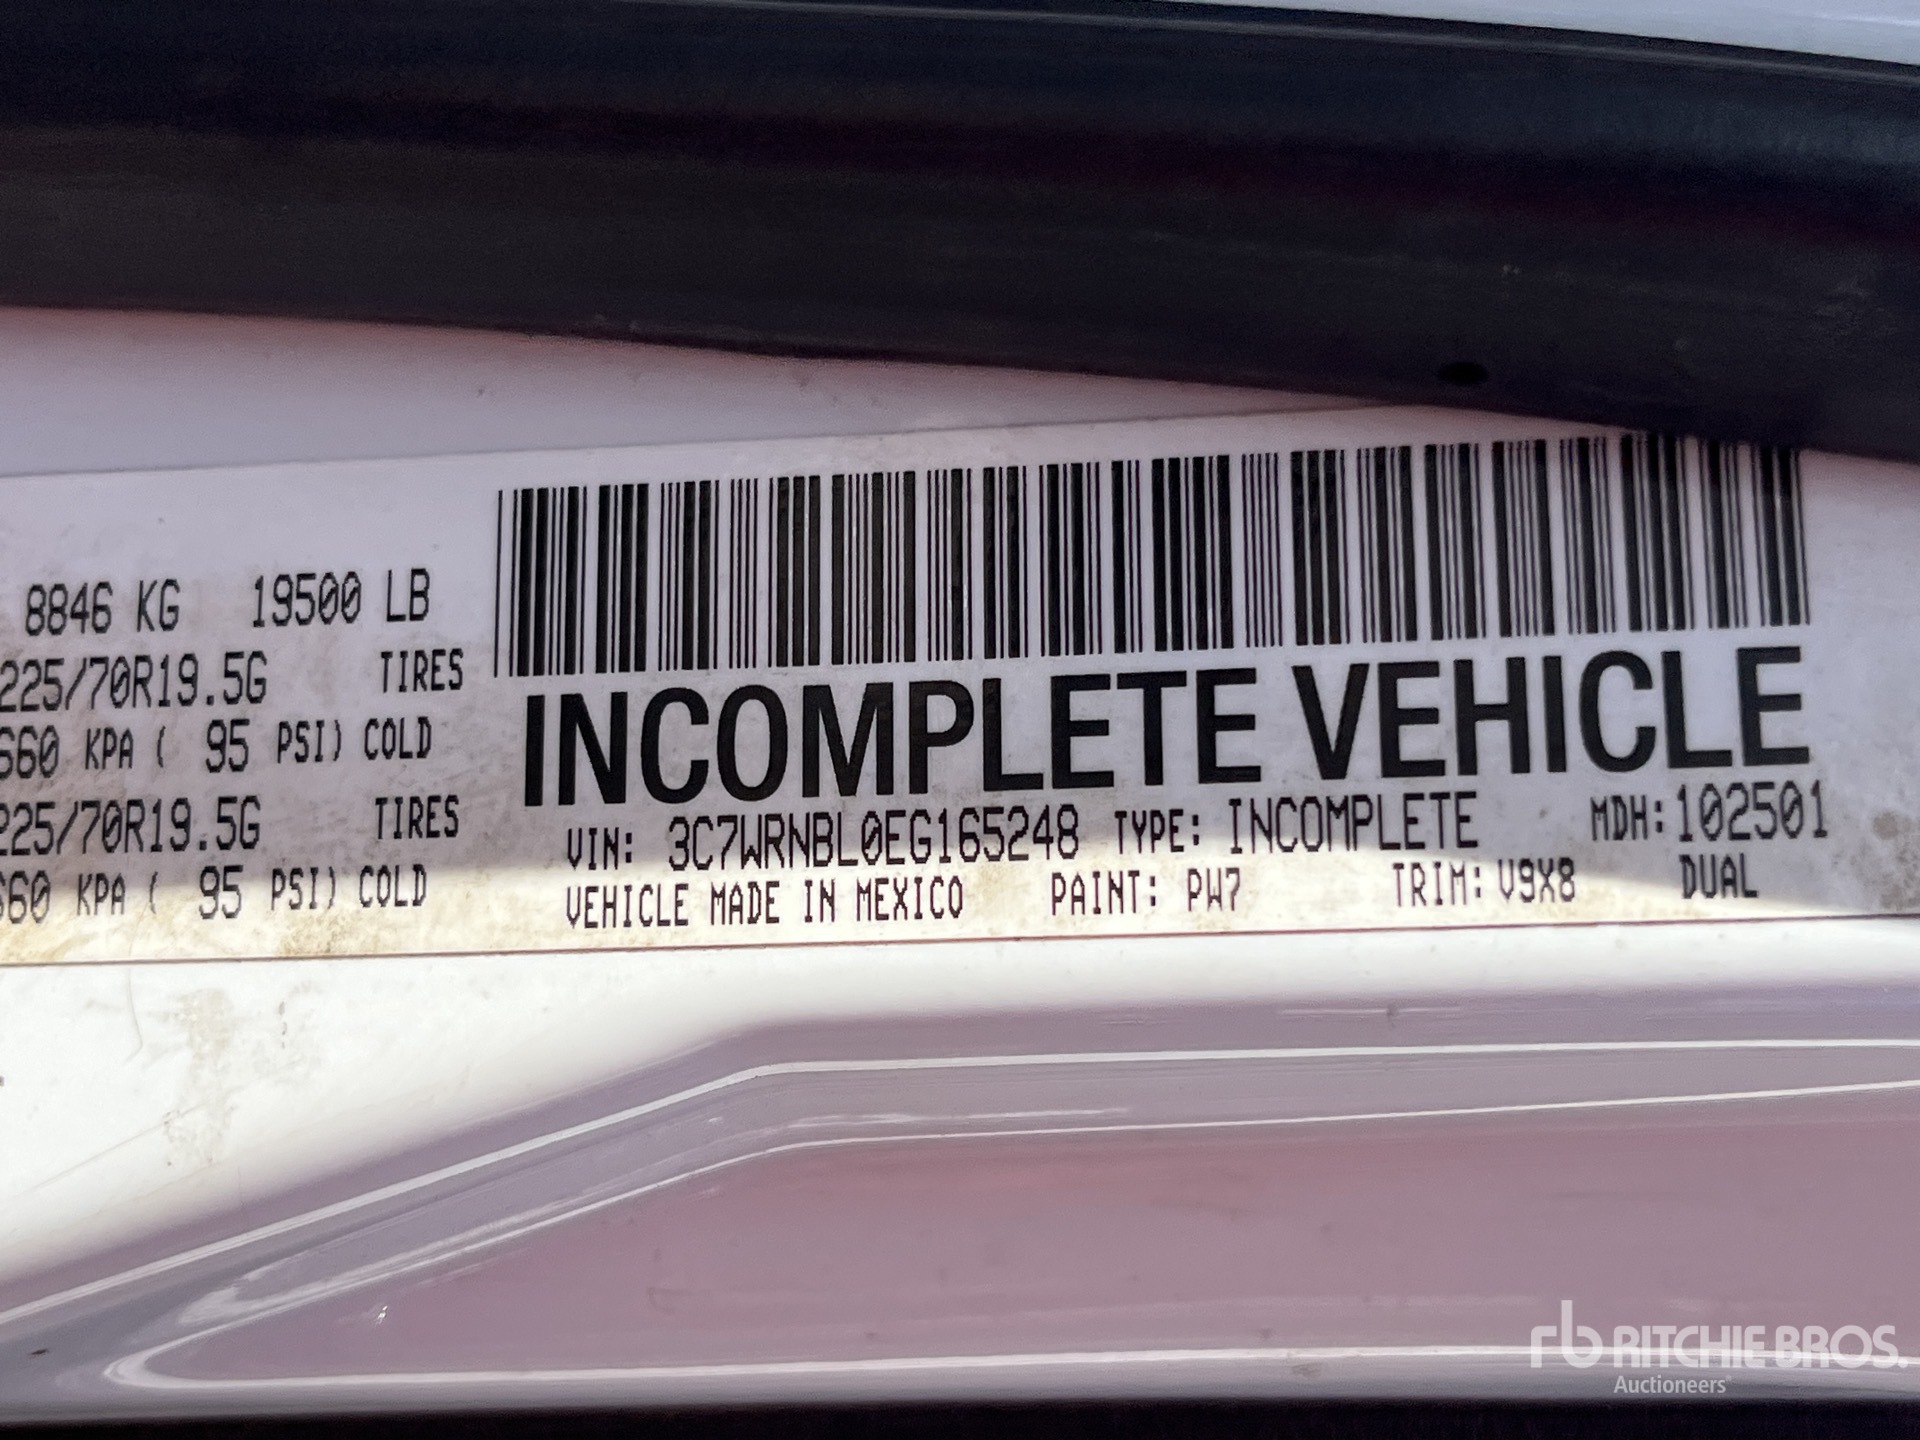 8846 KG 19500 LB
225/70R19.5G TIRES
660 KPA ( 95 PSI) COLD
225/70R19.5G TIRES
660 KPA ( 95 PSI) COLD
INCOMPLETE VEHICLE
VIN: 3C7WRNBL0EG165248 TYPE: INCOMPLETE MDH:102501
VEHICLE MADE IN MEXICO PAINT: PW7 TRIM: V9X8 DUAL
rb RITCHIE BROS.
Auctioneers